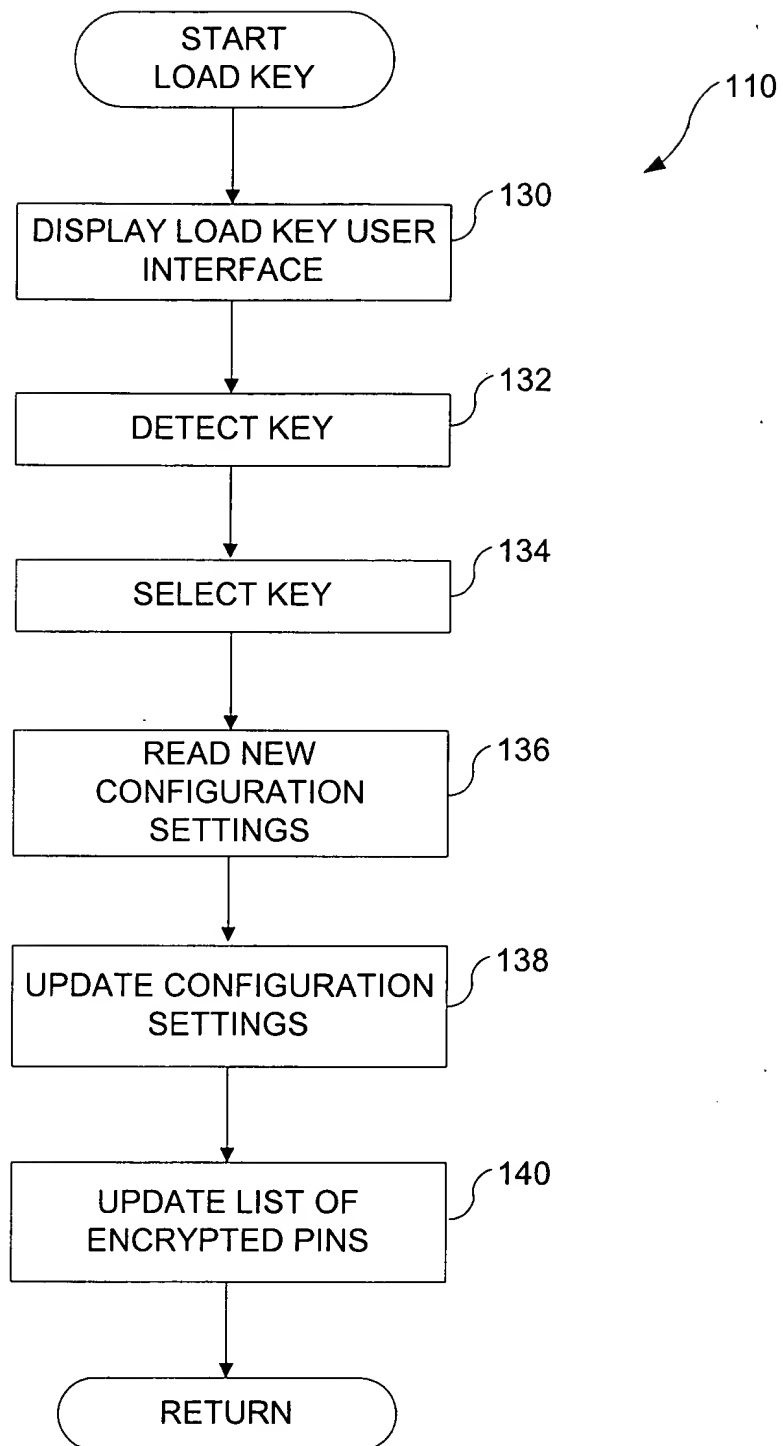 START
LOAD KEY
110
130
DISPLAY LOAD KEY USER
INTERFACE
132
DETECT KEY
134
SELECT KEY
136
READ NEW
CONFIGURATION
SETTINGS
138
UPDATE CONFIGURATION
SETTINGS
140
UPDATE LIST OF
ENCRYPTED PINS
RETURN